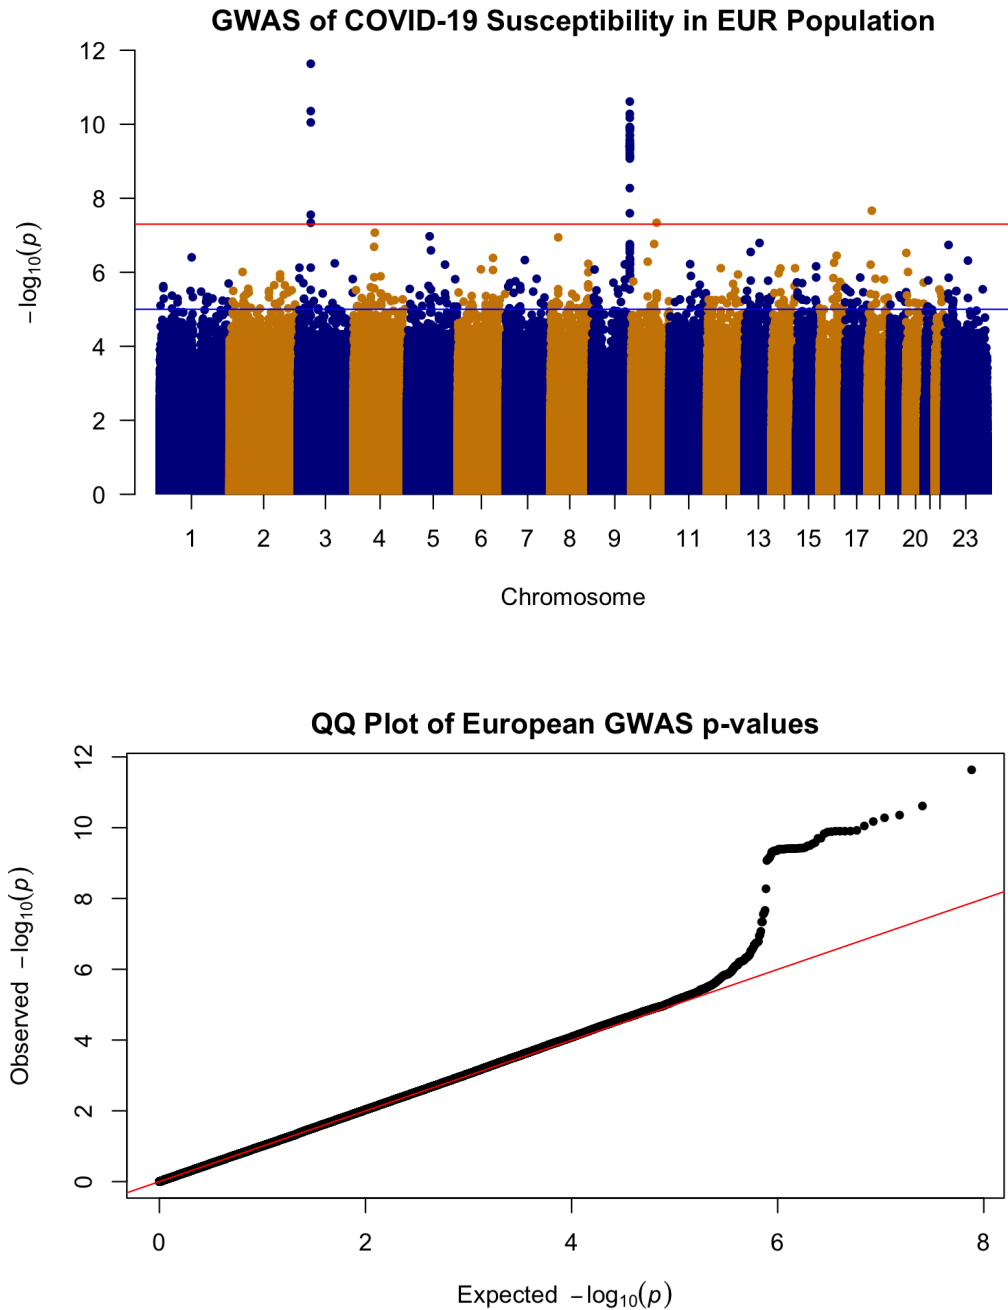 GWAS of COVID-19 Susceptibility in EUR Population
12
10
8
6
4
2
0
−log₁₀(p)
1 2 3 4 5 6 7 8 9 11 13 15 17 20 23
Chromosome
QQ Plot of European GWAS p-values
12
10
8
6
4
2
0
Observed −log₁₀(p)
0 2 4 6 8
Expected −log₁₀(p)